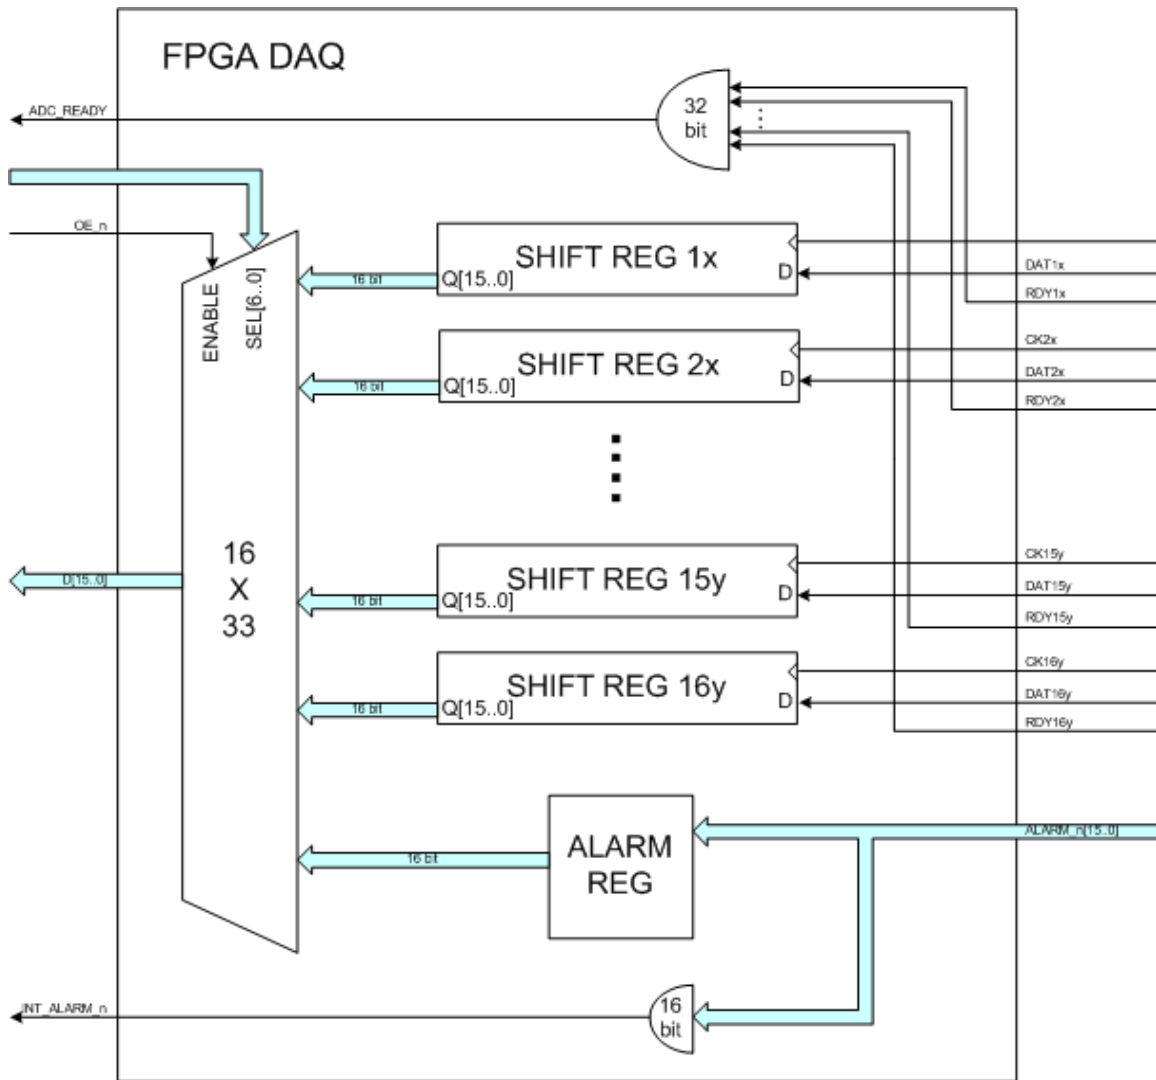 FPGA DAQ
ADC_READY
32
bit
OE_n
ENABLE
SEL[6..0]
SHIFT REG 1x
D
Q[15..0]
16 bit
DAT1x
RDY1x
SHIFT REG 2x
D
Q[15..0]
16 bit
CK2x
DAT2x
RDY2x
16
X
33
D[15..0]
SHIFT REG 15y
D
Q[15..0]
16 bit
CK15y
DAT15y
RDY15y
SHIFT REG 16y
D
Q[15..0]
16 bit
CK16y
DAT16y
RDY16y
ALARM
REG
16 bit
ALARM_n[15..0]
INT_ALARM_n
16
bit